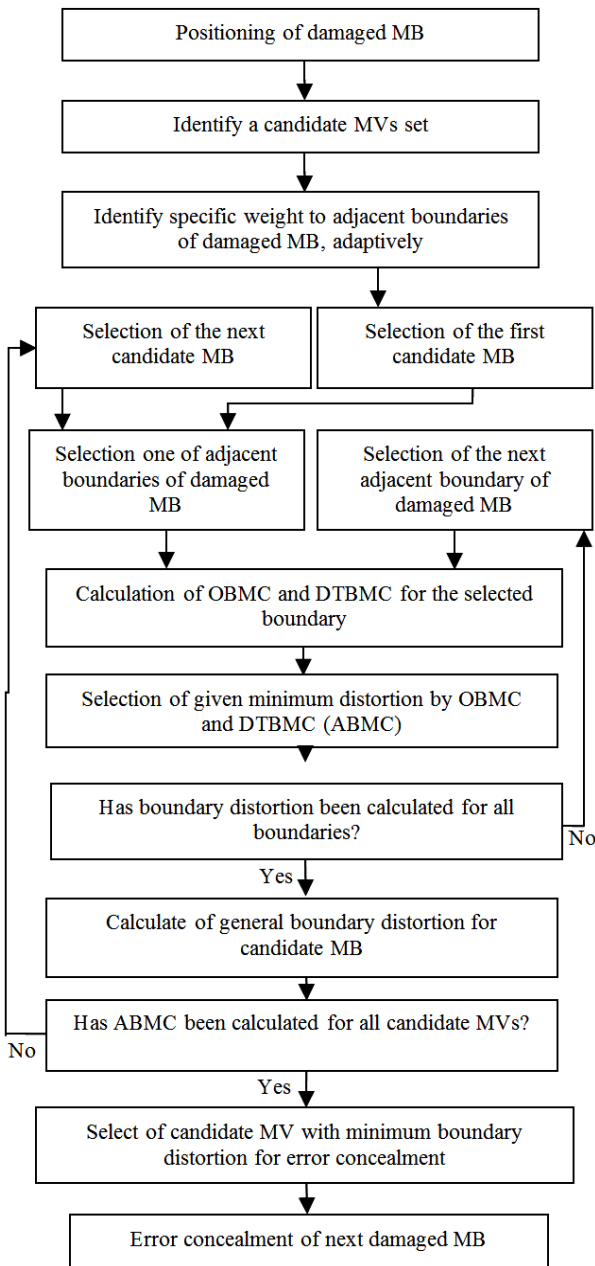 Positioning of damaged MB
Identify a candidate MVs set
Identify specific weight to adjacent boundaries
of damaged MB, adaptively
Selection of the next
candidate MB
Selection of the first
candidate MB
Selection one of adjacent
boundaries of damaged
MB
Selection of the next
adjacent boundary of
damaged MB
Calculation of OBMC and DTBMC for the selected
boundary
Selection of given minimum distortion by OBMC
and DTBMC (ABMC)
Has boundary distortion been calculated for all
boundaries?
No
Yes
Calculate of general boundary distortion for
candidate MB
Has ABMC been calculated for all candidate MVs?
No
Yes
Select of candidate MV with minimum boundary
distortion for error concealment
Error concealment of next damaged MB